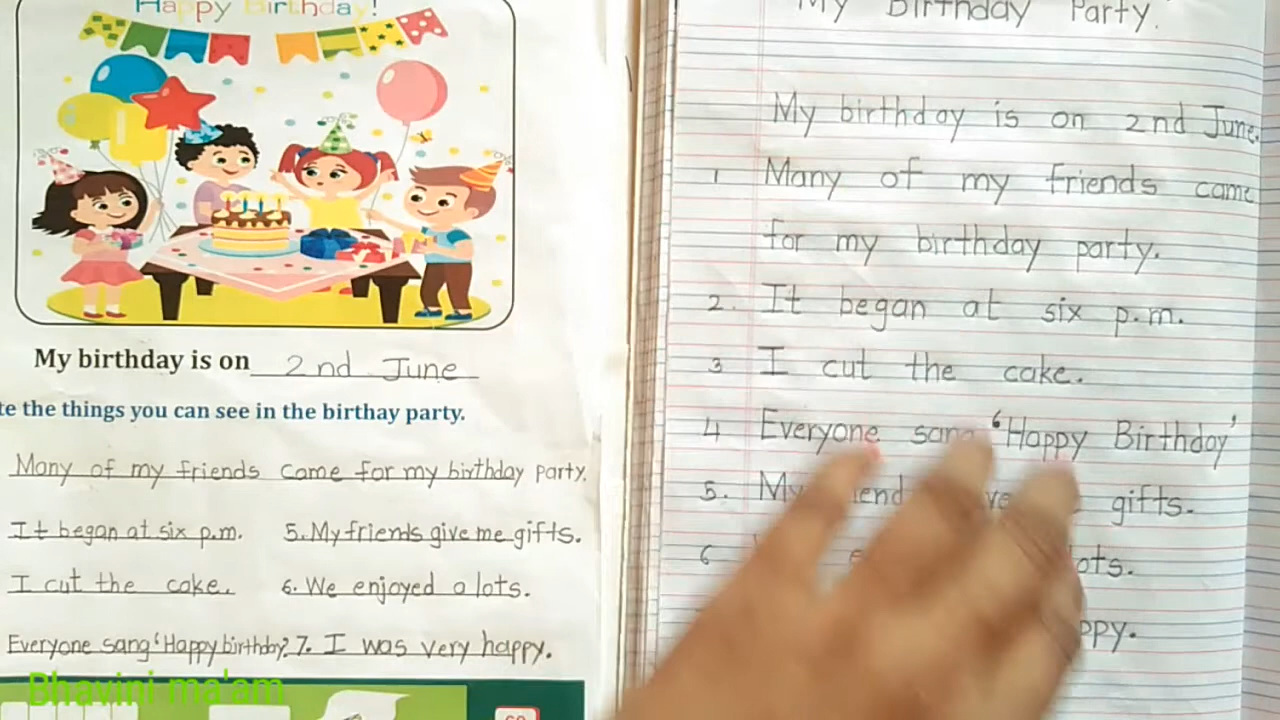 Happy Birthday!
My birthday is on 2nd June
te the things you can see in the birthay party.
Many of my friends came for my birthday party.
It began at six p.m. 5. My friends give me gifts.
I cut the cake. 6. We enjoyed a lots.
Everyone sang 'Happy birthday'. 7. I was very happy.
Bhavini ma'am
My Birthday Party.
My birthday is on 2nd June.
1 Many of my friends came
for my birthday party.
2. It began at six p.m.
3 I cut the cake.
4 Everyone sang 'Happy Birthday'
5. My gifts.
6 lots.